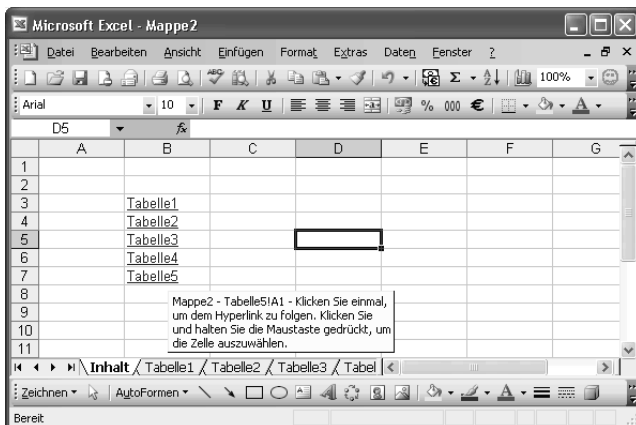 Microsoft Excel - Mappe2
Datei Bearbeiten Ansicht Einfügen Format Extras Daten Fenster ?
100%
Arial 10 F K U % 000 €
D5 fx
A B C D E F G
1
2
3 Tabelle1
4 Tabelle2
5 Tabelle3
6 Tabelle4
7 Tabelle5
8
9
10
11
Mappe2 - Tabelle5!A1 - Klicken Sie einmal,
um dem Hyperlink zu folgen. Klicken Sie
und halten Sie die Maustaste gedrückt, um
die Zelle auszuwählen.
Inhalt / Tabelle1 / Tabelle2 / Tabelle3 / Tabel
Zeichnen AutoFormen
Bereit